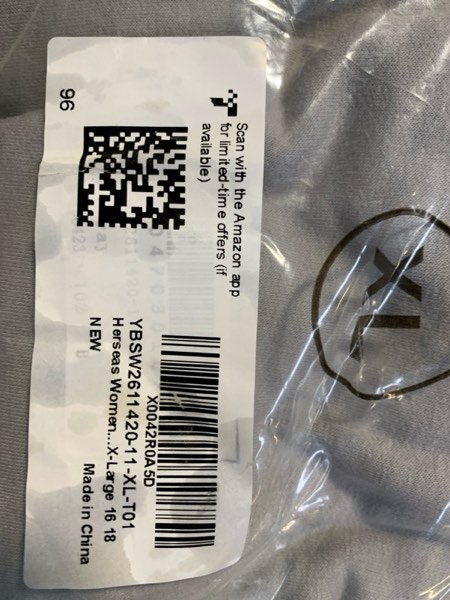 Scan with the Amazon app
for limited-time offers (if
available)
96
X0042R0A5D
YBSW2611420-11-XL-T01
Herseas Women...X-Large 16 18
NEW
Made in China
XL